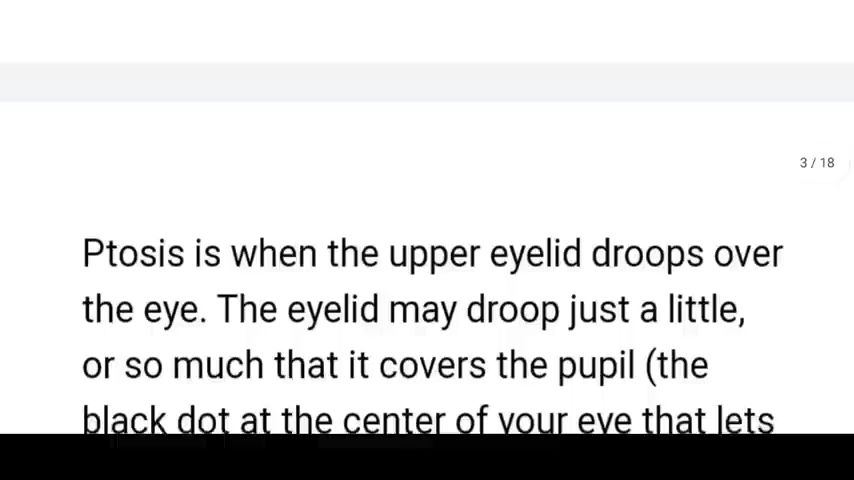 3 / 18
Ptosis is when the upper eyelid droops over
the eye. The eyelid may droop just a little,
or so much that it covers the pupil (the
black dot at the center of your eye that lets